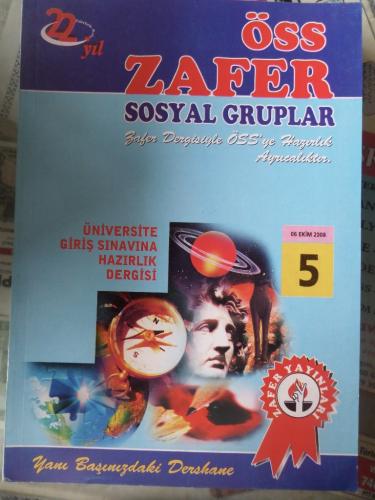 22
yıl
ÖSS
ZAFER
SOSYAL GRUPLAR
Zafer Dergisiyle ÖSS'ye Hazırlık
Ayrıcalıktır.
ÜNİVERSİTE
GİRİŞ SINAVINA
HAZIRLIK
DERGİSİ
06 EKİM 2008
5
ZAFER YAYINLARI
Yanı Başınızdaki Dershane